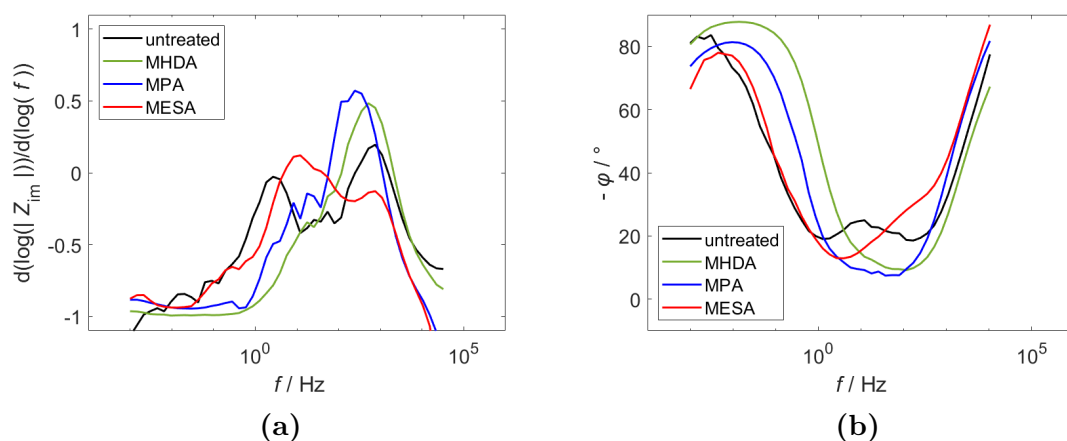 1
0.5
0
-0.5
-1
d(log(| Z_im |))/d(log( f ))
untreated
MHDA
MPA
MESA
10^0
10^5
f / Hz
(a)
80
60
40
20
0
- φ / °
untreated
MHDA
MPA
MESA
10^0
10^5
f / Hz
(b)